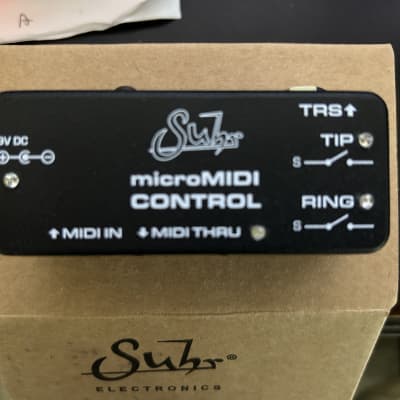 A
Suhr
TRS
9V DC
TIP
S
microMIDI
CONTROL
RING
S
MIDI IN
MIDI THRU
Suhr®
ELECTRONICS